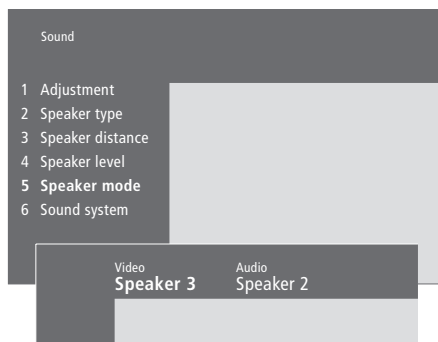 Sound
1 Adjustment
2 Speaker type
3 Speaker distance
4 Speaker level
5 Speaker mode
6 Sound system
Video Audio
Speaker 3 Speaker 2